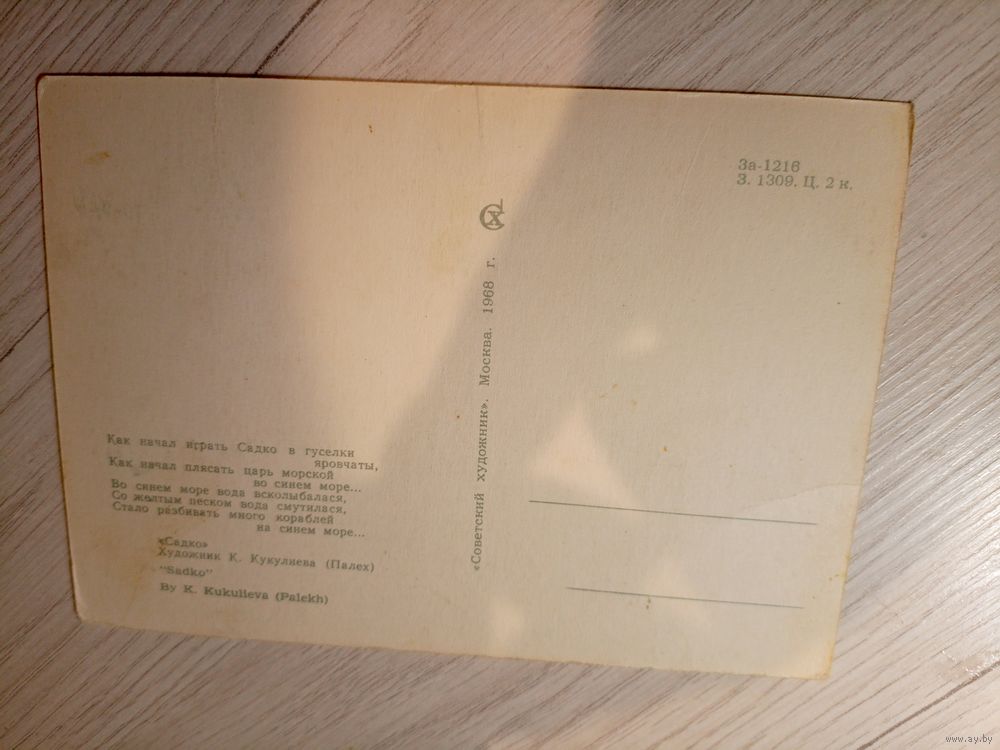 За-1216
З. 1309. Ц. 2 к.
Как начал играть Садко в гуселки
яровчаты,
Как начал плясать царь морской
во синем море...
Во синем море вода всколыбалася,
Со желтым песком вода смутилася,
Стало разбивать много кораблей
на синем море...
«Садко»
Художник К. Кукулиева (Палех)
"Sadko"
By K. Kukulieva (Palekh)
«Советский художник». Москва. 1968 г.
www.ay.by